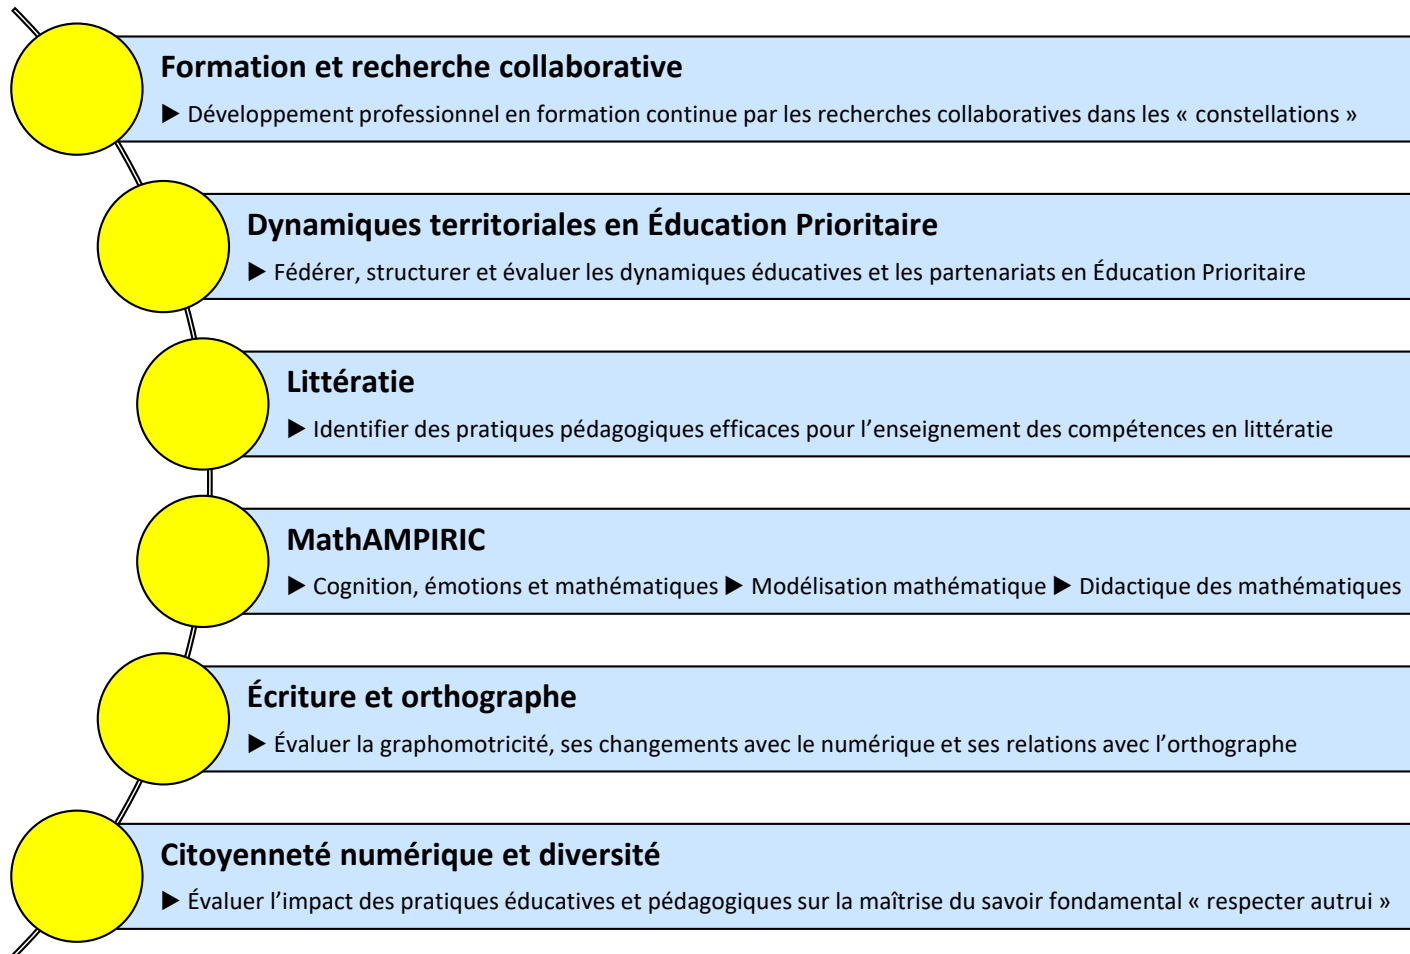 Formation et recherche collaborative
▶ Développement professionnel en formation continue par les recherches collaboratives dans les « constellations »
Dynamiques territoriales en Éducation Prioritaire
▶ Fédérer, structurer et évaluer les dynamiques éducatives et les partenariats en Éducation Prioritaire
Littératie
▶ Identifier des pratiques pédagogiques efficaces pour l’enseignement des compétences en littératie
MathAMPIRIC
▶ Cognition, émotions et mathématiques ▶ Modélisation mathématique ▶ Didactique des mathématiques
Écriture et orthographe
▶ Évaluer la graphomotricité, ses changements avec le numérique et ses relations avec l’orthographe
Citoyenneté numérique et diversité
▶ Évaluer l’impact des pratiques éducatives et pédagogiques sur la maîtrise du savoir fondamental « respecter autrui »